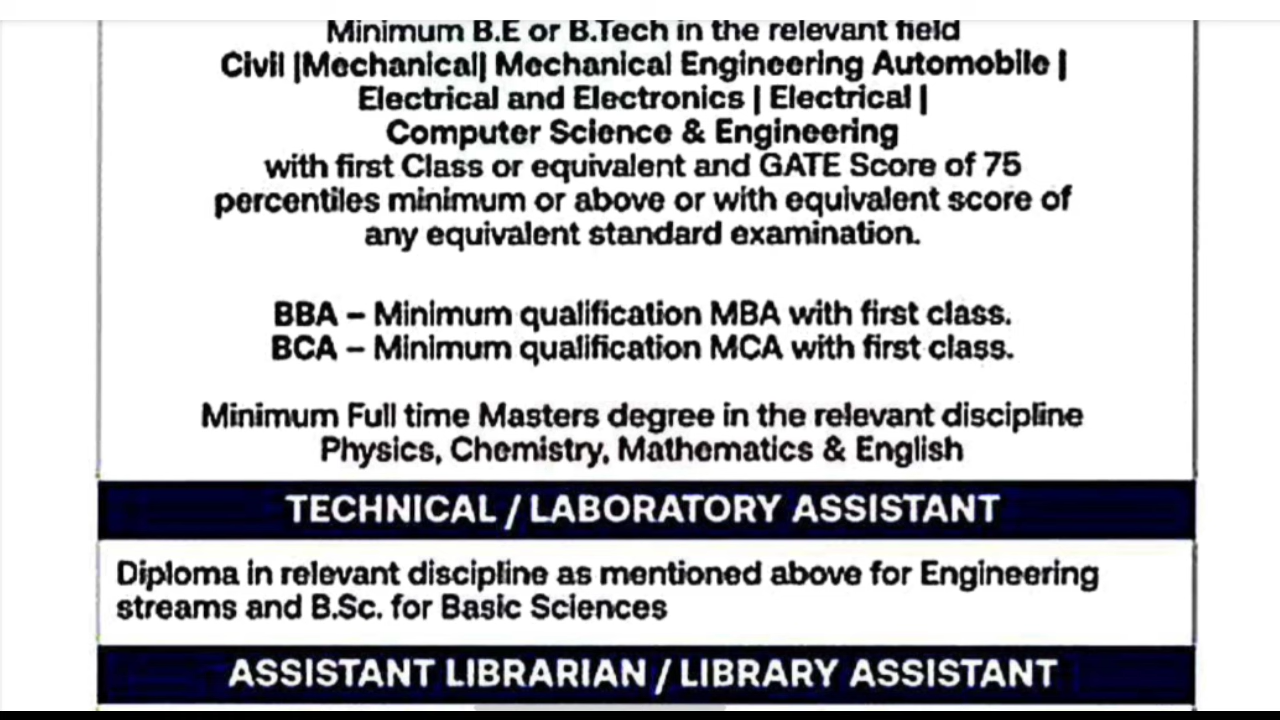 Minimum B.E or B.Tech in the relevant field
Civil |Mechanical| Mechanical Engineering Automobile |
Electrical and Electronics | Electrical |
Computer Science & Engineering
with first Class or equivalent and GATE Score of 75
percentiles minimum or above or with equivalent score of
any equivalent standard examination.
BBA – Minimum qualification MBA with first class.
BCA – Minimum qualification MCA with first class.
Minimum Full time Masters degree in the relevant discipline
Physics, Chemistry, Mathematics & English
TECHNICAL / LABORATORY ASSISTANT
Diploma in relevant discipline as mentioned above for Engineering
streams and B.Sc. for Basic Sciences
ASSISTANT LIBRARIAN / LIBRARY ASSISTANT